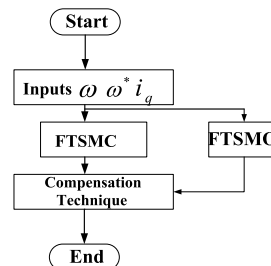 Start
Inputs ω ω* i_q
FTSMC
FTSMC
Compensation
Technique
End